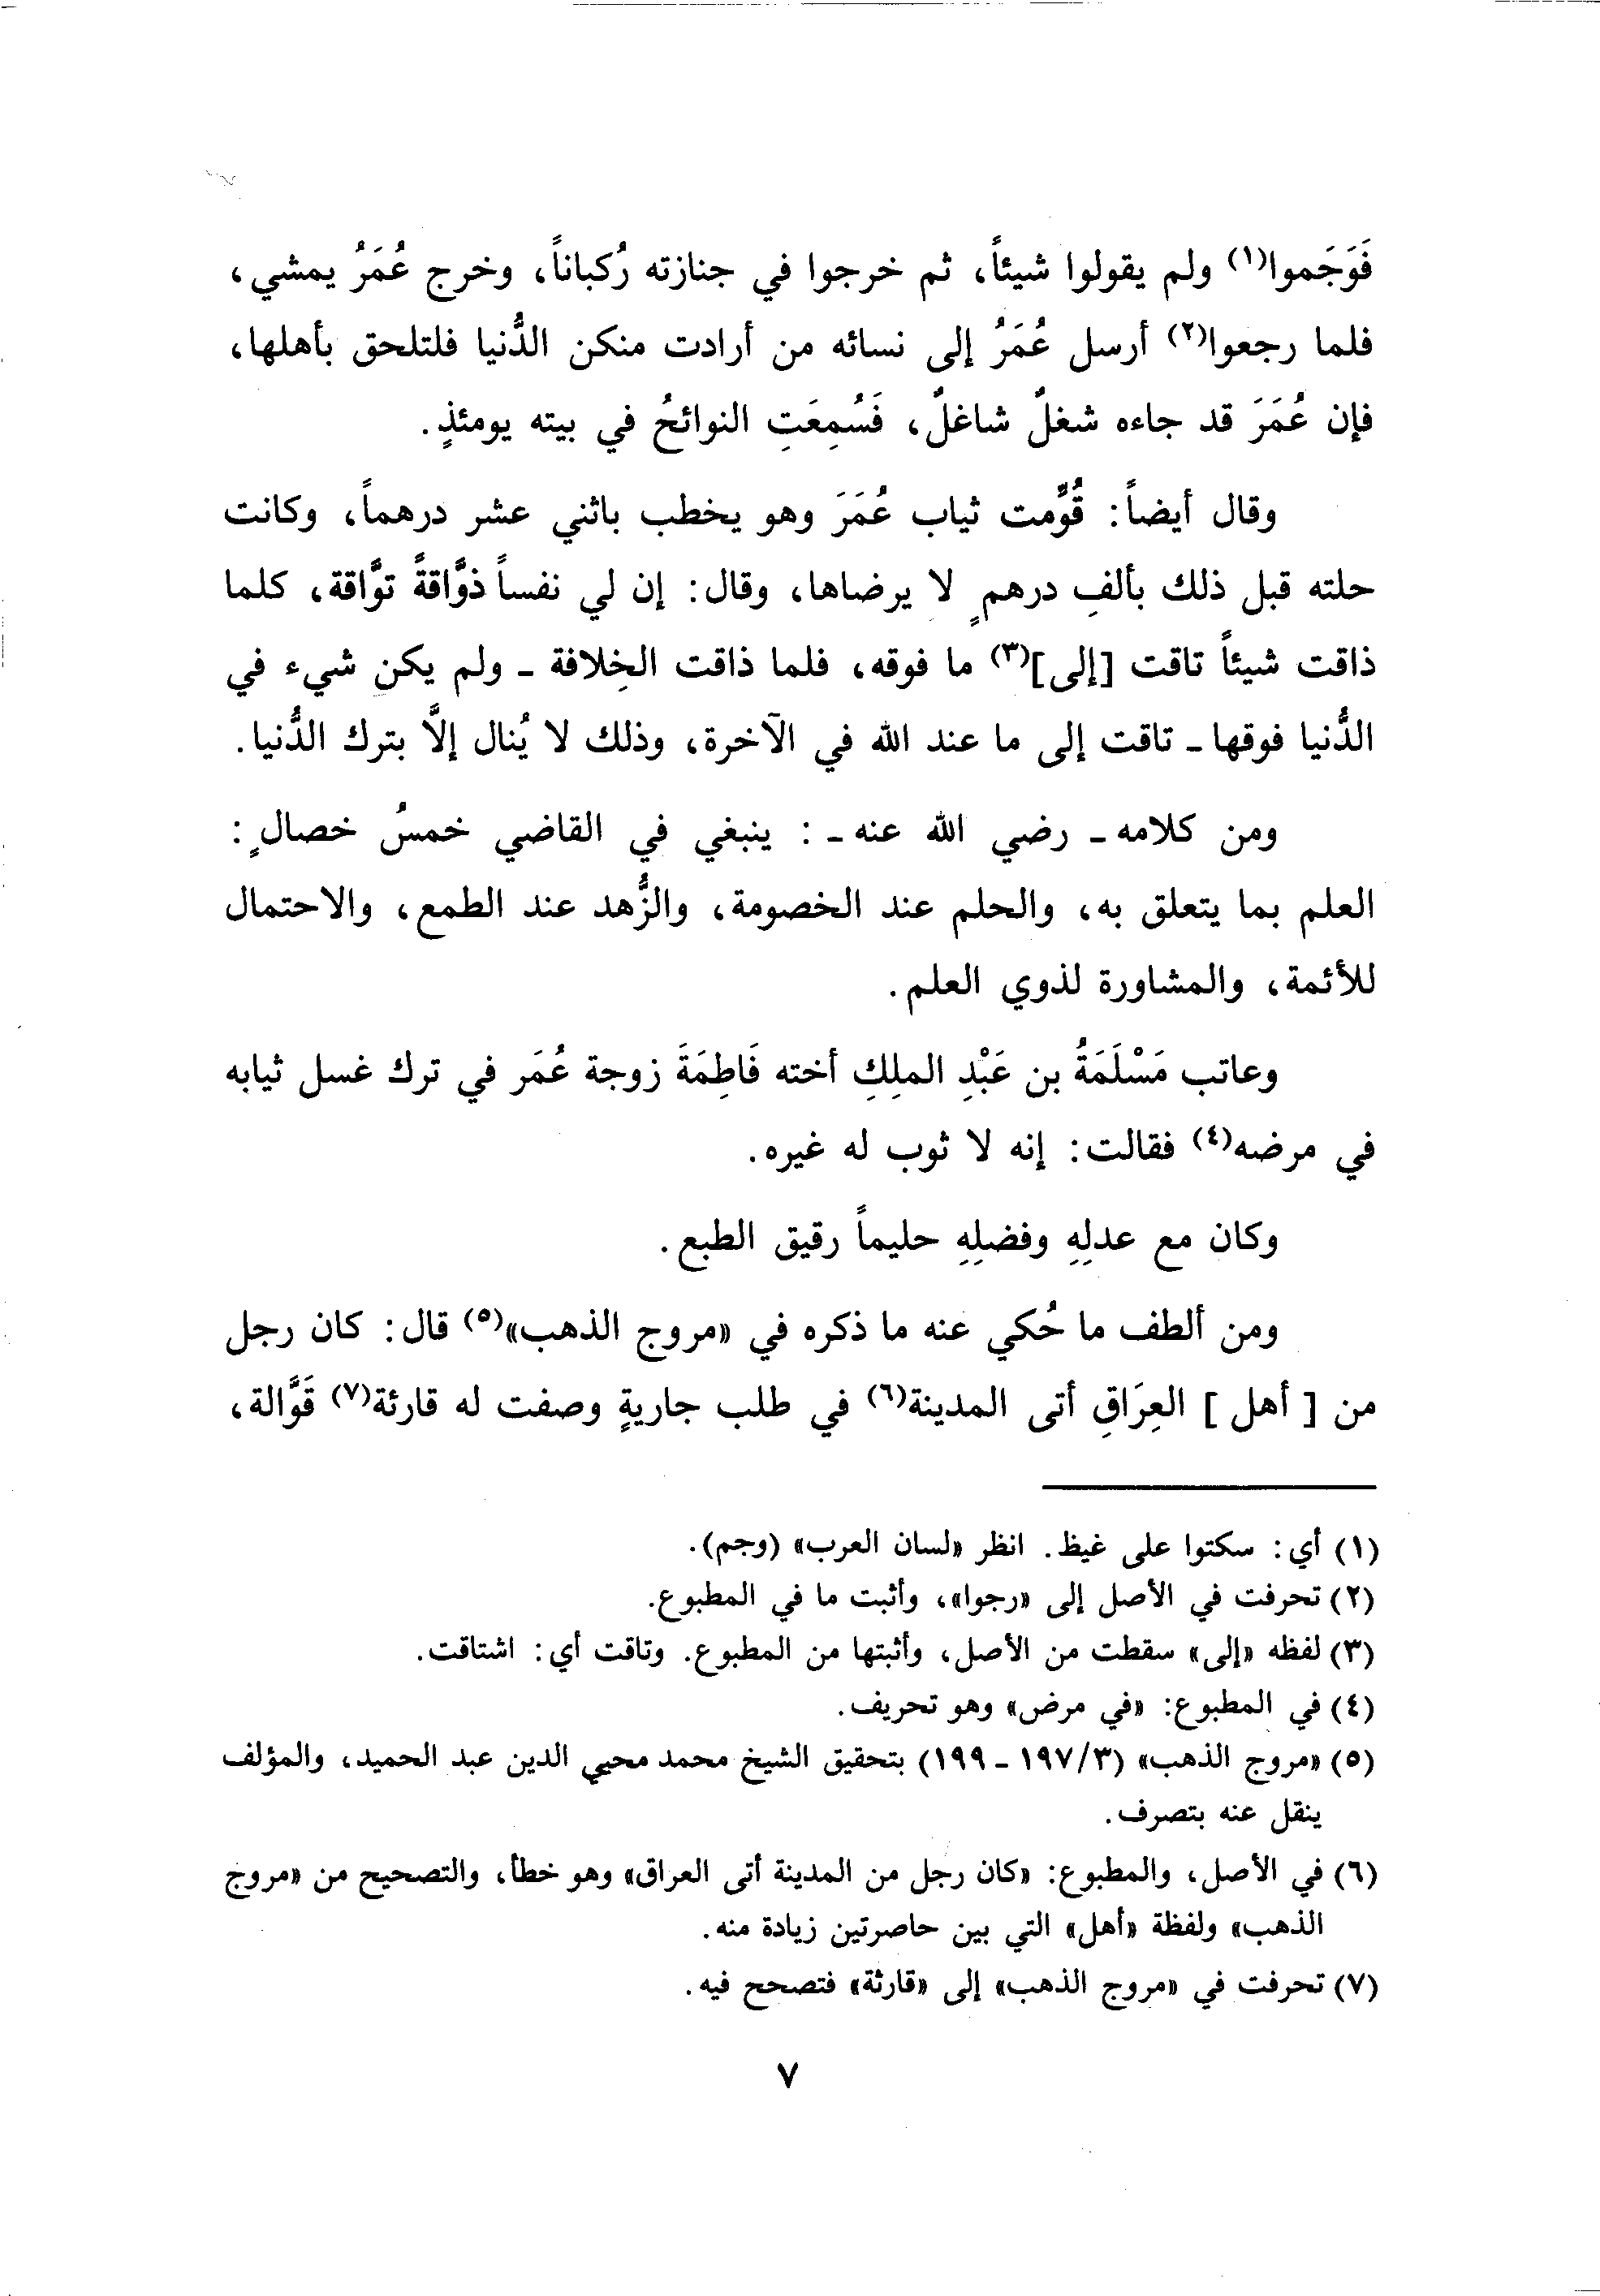 فَوَجَموا(١) ولم يقولوا شيئاً، ثم خرجوا في جنازته رُكباناً، وخرج عُمَرُ يمشي،
فلما رجعوا(٢) أرسل عُمَرُ إلى نسائه من أرادت منكن الدُّنيا فلتلحق بأهلها،
فإن عُمَرَ قد جاءه شغلٌ شاغلٌ، فَسُمِعَتِ النوائحُ في بيته يومئذٍ.
وقال أيضاً: قُوِّمت ثياب عُمَرَ وهو يخطب باثني عشر درهماً، وكانت
حلته قبل ذلك بألفِ درهمٍ لا يرضاها، وقال: إن لي نفساً ذوَّاقةً توَّاقة، كلما
ذاقت شيئاً تاقت [إلى](٣) ما فوقه، فلما ذاقت الخِلافة ـ ولم يكن شيء في
الدُّنيا فوقها ـ تاقت إلى ما عند الله في الآخرة، وذلك لا يُنال إلَّا بترك الدُّنيا.
ومن كلامه ـ رضي الله عنه ـ : ينبغي في القاضي خمسُ خصالٍ:
العلم بما يتعلق به، والحلم عند الخصومة، والزُّهد عند الطمع، والاحتمال
للأئمة، والمشاورة لذوي العلم.
وعاتب مَسْلَمَةُ بن عَبْدِ الملِكِ أخته فَاطِمَةَ زوجة عُمَر في ترك غسل ثيابه
في مرضه(٤) فقالت: إنه لا ثوب له غيره.
وكان مع عدلِهِ وفضلِهِ حليماً رقيق الطبع.
ومن ألطف ما حُكي عنه ما ذكره في «مروج الذهب»(٥) قال: كان رجل
من [ أهل ] العِرَاقِ أتى المدينة(٦) في طلب جاريةٍ وصفت له قارئة(٧) قَوَّالة،
(١) أي: سكتوا على غيظ. انظر «لسان العرب» (وجم).
(٢) تحرفت في الأصل إلى «رجوا»، وأثبت ما في المطبوع.
(٣) لفظه «إلى» سقطت من الأصل، وأثبتها من المطبوع. وتاقت أي: اشتاقت.
(٤) في المطبوع: «في مرض» وهو تحريف.
(٥) «مروج الذهب» (٣/١٩٧ ـ ١٩٩) بتحقيق الشيخ محمد محيي الدين عبد الحميد، والمؤلف
ينقل عنه بتصرف.
(٦) في الأصل، والمطبوع: «كان رجل من المدينة أتى العراق» وهو خطأ، والتصحيح من «مروج
الذهب» ولفظة «أهل» التي بين حاصرتين زيادة منه.
(٧) تحرفت في «مروج الذهب» إلى «قارثة» فتصحح فيه.
٧